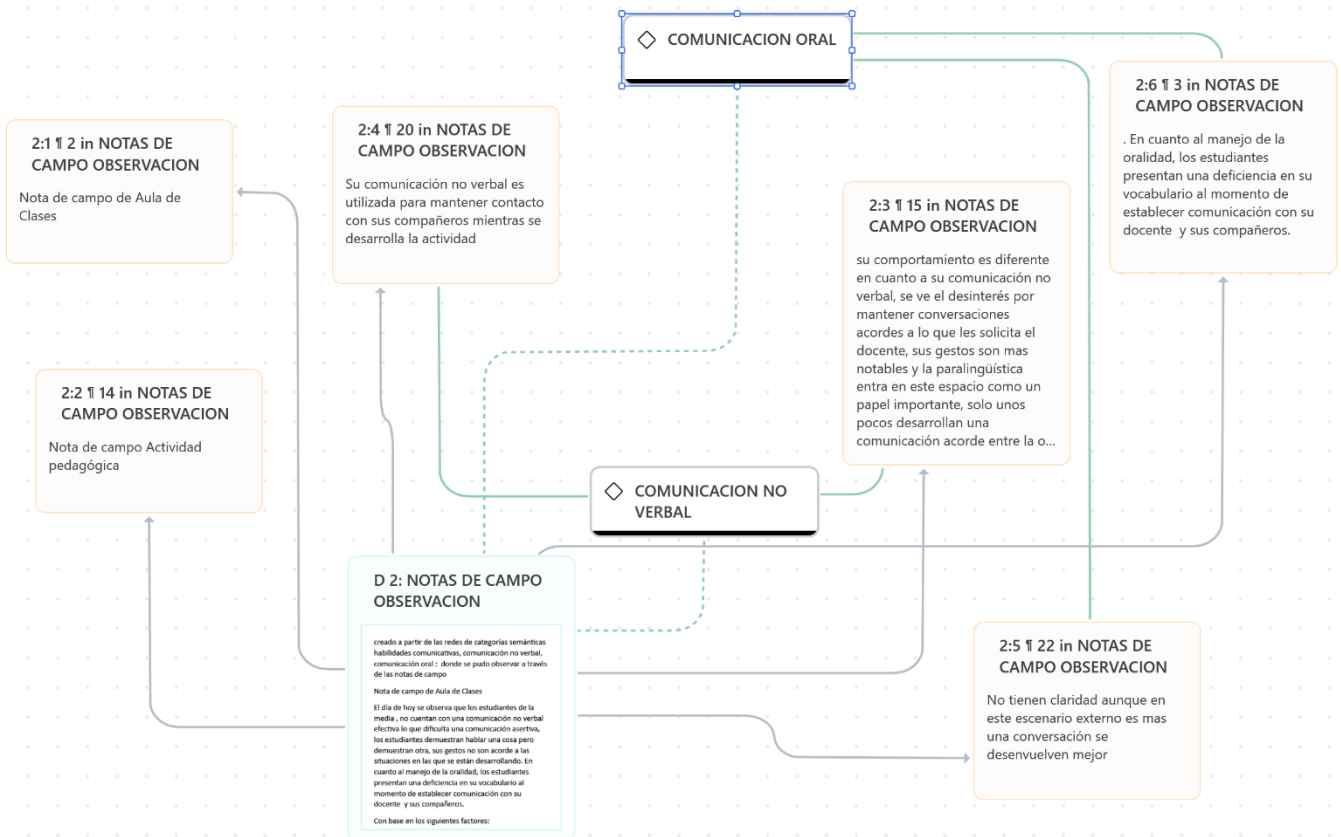 COMUNICACION ORAL
2:6 ¶ 3 in NOTAS DE
CAMPO OBSERVACION
. En cuanto al manejo de la
oralidad, los estudiantes
presentan una deficiencia en su
vocabulario al momento de
establecer comunicación con su
docente y sus compañeros.
2:1 ¶ 2 in NOTAS DE
CAMPO OBSERVACION
Nota de campo de Aula de
Clases
2:4 ¶ 20 in NOTAS DE
CAMPO OBSERVACION
Su comunicación no verbal es
utilizada para mantener contacto
con sus compañeros mientras se
desarrolla la actividad
2:3 ¶ 15 in NOTAS DE
CAMPO OBSERVACION
su comportamiento es diferente
en cuanto a su comunicación no
verbal, se ve el desinterés por
mantener conversaciones
acordes a lo que les solicita el
docente, sus gestos son mas
notables y la paralingüística
entra en este espacio como un
papel importante, solo unos
pocos desarrollan una
comunicación acorde entre la o...
2:2 ¶ 14 in NOTAS DE
CAMPO OBSERVACION
Nota de campo Actividad
pedagógica
COMUNICACION NO
VERBAL
D 2: NOTAS DE CAMPO
OBSERVACION
creado a partir de las redes de categorías semánticas
habilidades comunicativas, comunicación no verbal,
comunicación oral : donde se pudo observar a través
de las notas de campo
Nota de campo de Aula de Clases
El día de hoy se observa que los estudiantes de la
media , no cuentan con una comunicación no verbal
efectiva lo que dificulta una comunicación asertiva,
los estudiantes demuestran hablar una cosa pero
demuestran otra, sus gestos no son acorde a las
situaciones en las que se están desarrollando. En
cuanto al manejo de la oralidad, los estudiantes
presentan una deficiencia en su vocabulario al
momento de establecer comunicación con su
docente y sus compañeros.
Con base en los siguientes factores:
2:5 ¶ 22 in NOTAS DE
CAMPO OBSERVACION
No tienen claridad aunque en
este escenario externo es mas
una conversación se
desenvuelven mejor